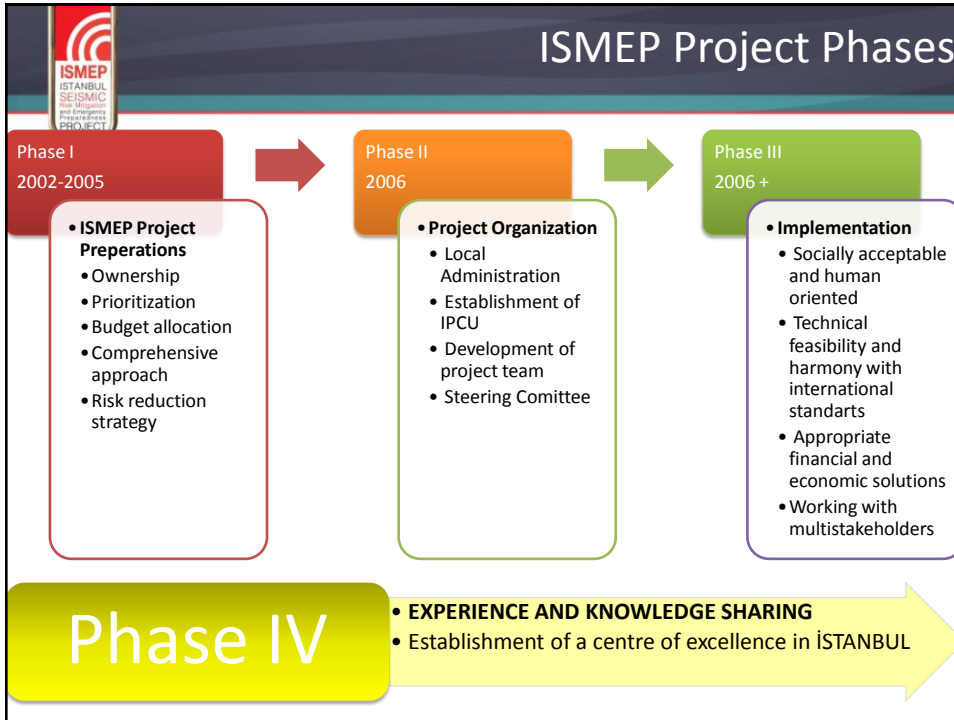 ISMEP Project Phases
ISMEP
ISTANBUL
SEISMIC
Risk Mitigation
and Emergency
Preparedness
PROJECT
Phase I
2002-2005
• ISMEP Project
Preperations
• Ownership
• Prioritization
• Budget allocation
• Comprehensive
approach
• Risk reduction
strategy
Phase II
2006
• Project Organization
• Local
Administration
• Establishment of
IPCU
• Development of
project team
• Steering Comittee
Phase III
2006 +
• Implementation
• Socially acceptable
and human
oriented
• Technical
feasibility and
harmony with
international
standarts
• Appropriate
financial and
economic solutions
• Working with
multistakeholders
Phase IV
• EXPERIENCE AND KNOWLEDGE SHARING
• Establishment of a centre of excellence in İSTANBUL